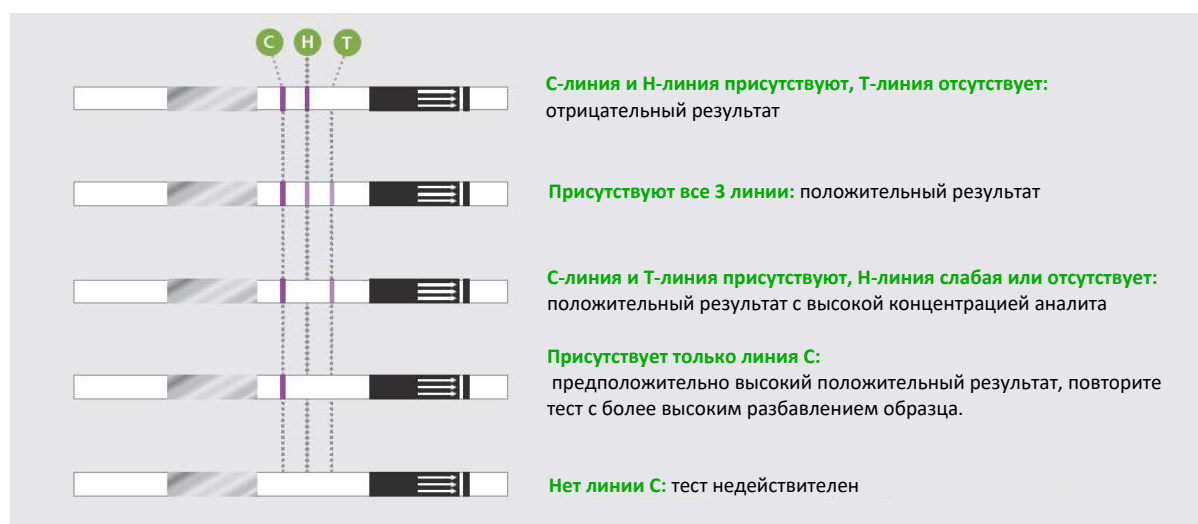 C H T
С-линия и Н-линия присутствуют, Т-линия отсутствует:
отрицательный результат
Присутствуют все 3 линии: положительный результат
С-линия и Т-линия присутствуют, Н-линия слабая или отсутствует:
положительный результат с высокой концентрацией аналита
Присутствует только линия С:
предположительно высокий положительный результат, повторите
тест с более высоким разбавлением образца.
Нет линии С: тест недействителен